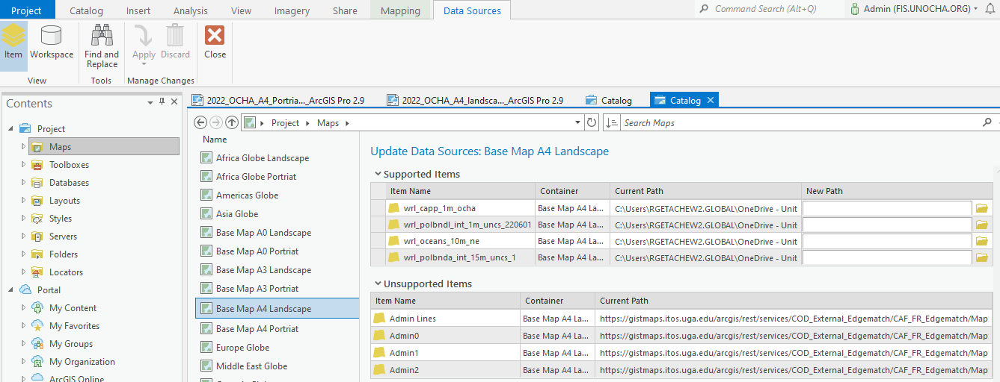 Project Catalog Insert Analysis View Imagery Share Mapping Data Sources Command Search (Alt+Q) Admin (FIS.UNOCHA.ORG)
Item Workspace Find and Replace Apply Discard Close
View Tools Manage Changes
Contents
2022_OCHA_A4_Portria..._ArcGIS Pro 2.9 2022_OCHA_A4_landsca..._ArcGIS Pro 2.9 Catalog Catalog
Project Maps Search Maps
Project
Maps
Toolboxes
Databases
Layouts
Styles
Servers
Folders
Locators
Portal
My Content
My Favorites
My Groups
My Organization
ArcGIS Online
Name
Africa Globe Landscape
Africa Globe Portriat
Americas Globe
Asia Globe
Base Map A0 Landscape
Base Map A0 Portriat
Base Map A3 Landscape
Base Map A3 Portriat
Base Map A4 Landscape
Base Map A4 Portriat
Europe Globe
Middle East Globe
Update Data Sources: Base Map A4 Landscape
Supported Items
Item Name Container Current Path New Path
wrl_capp_1m_ocha Base Map A4 La... C:\Users\RGETACHEW2.GLOBAL\OneDrive - Unit
wrl_polbndl_int_1m_uncs_220601 Base Map A4 La... C:\Users\RGETACHEW2.GLOBAL\OneDrive - Unit
wrl_oceans_10m_ne Base Map A4 La... C:\Users\RGETACHEW2.GLOBAL\OneDrive - Unit
wrl_polbnda_int_15m_uncs_1 Base Map A4 La... C:\Users\RGETACHEW2.GLOBAL\OneDrive - Unit
Unsupported Items
Item Name Container Current Path
Admin Lines Base Map A4 La... https://gistmaps.itos.uga.edu/arcgis/rest/services/COD_External_Edgematch/CAF_FR_Edgematch/Map
Admin0 Base Map A4 La... https://gistmaps.itos.uga.edu/arcgis/rest/services/COD_External_Edgematch/CAF_FR_Edgematch/Map
Admin1 Base Map A4 La... https://gistmaps.itos.uga.edu/arcgis/rest/services/COD_External_Edgematch/CAF_FR_Edgematch/Map
Admin2 Base Map A4 La... https://gistmaps.itos.uga.edu/arcgis/rest/services/COD_External_Edgematch/CAF_FR_Edgematch/Map